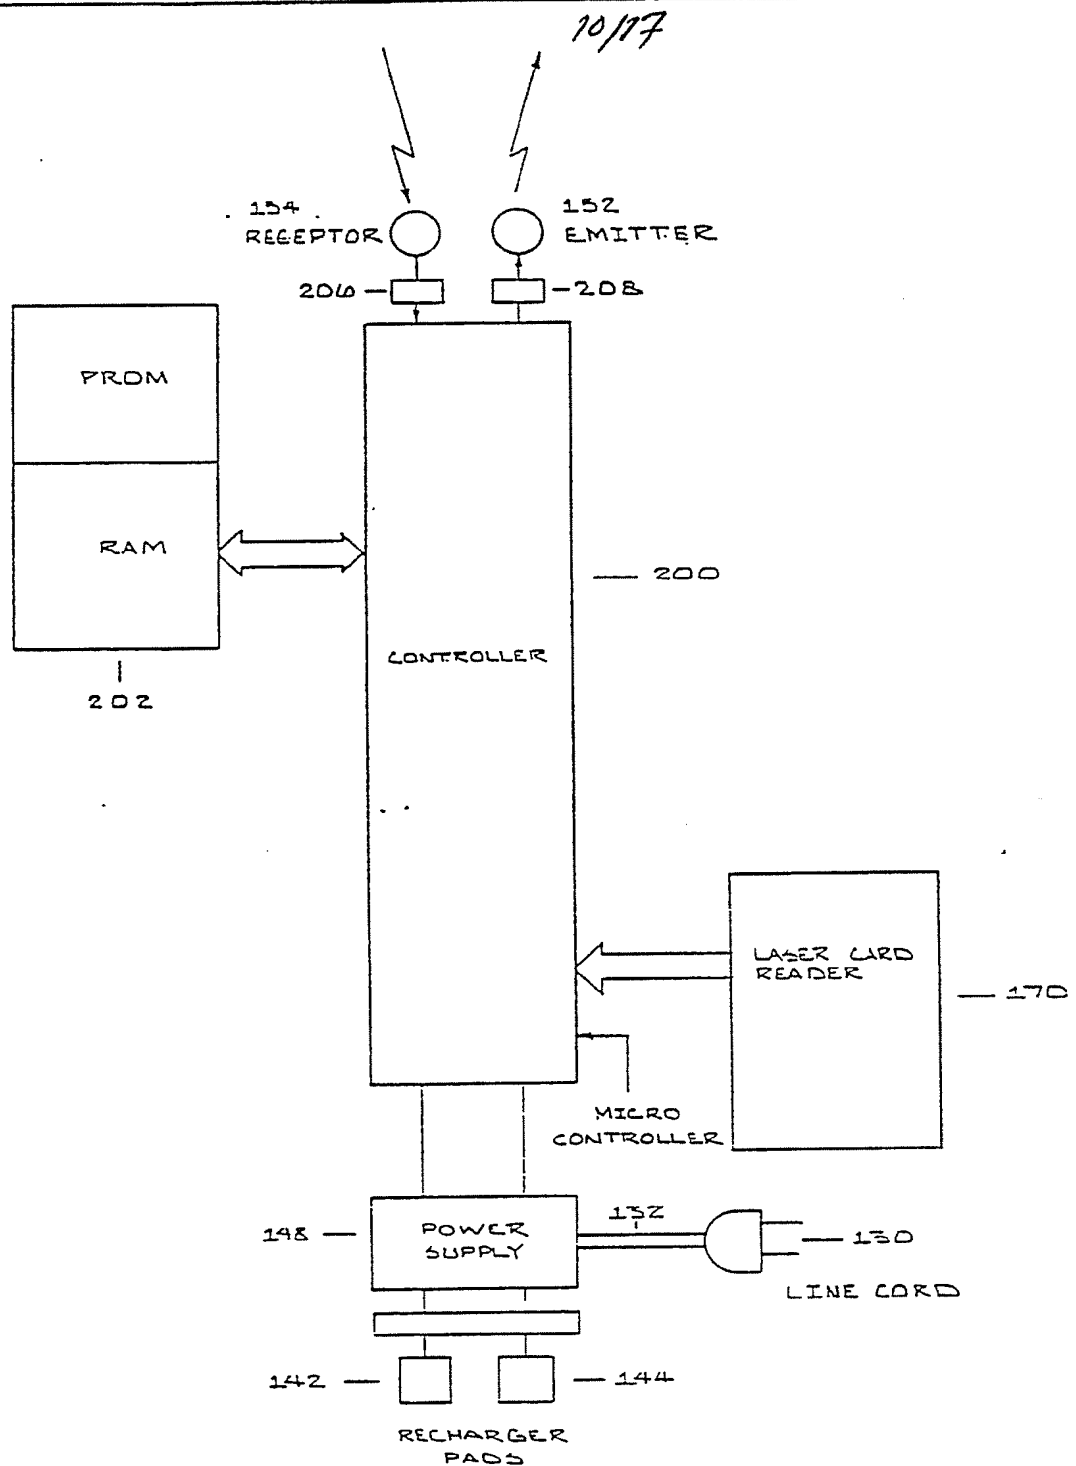 10/17
154
RECEPTOR
152
EMITTER
206
208
PROM
RAM
200
CONTROLLER
202
LASER CARD
READER
170
MICRO
CONTROLLER
148
POWER
SUPPLY
132
130
LINE CORD
142
144
RECHARGER
PADS